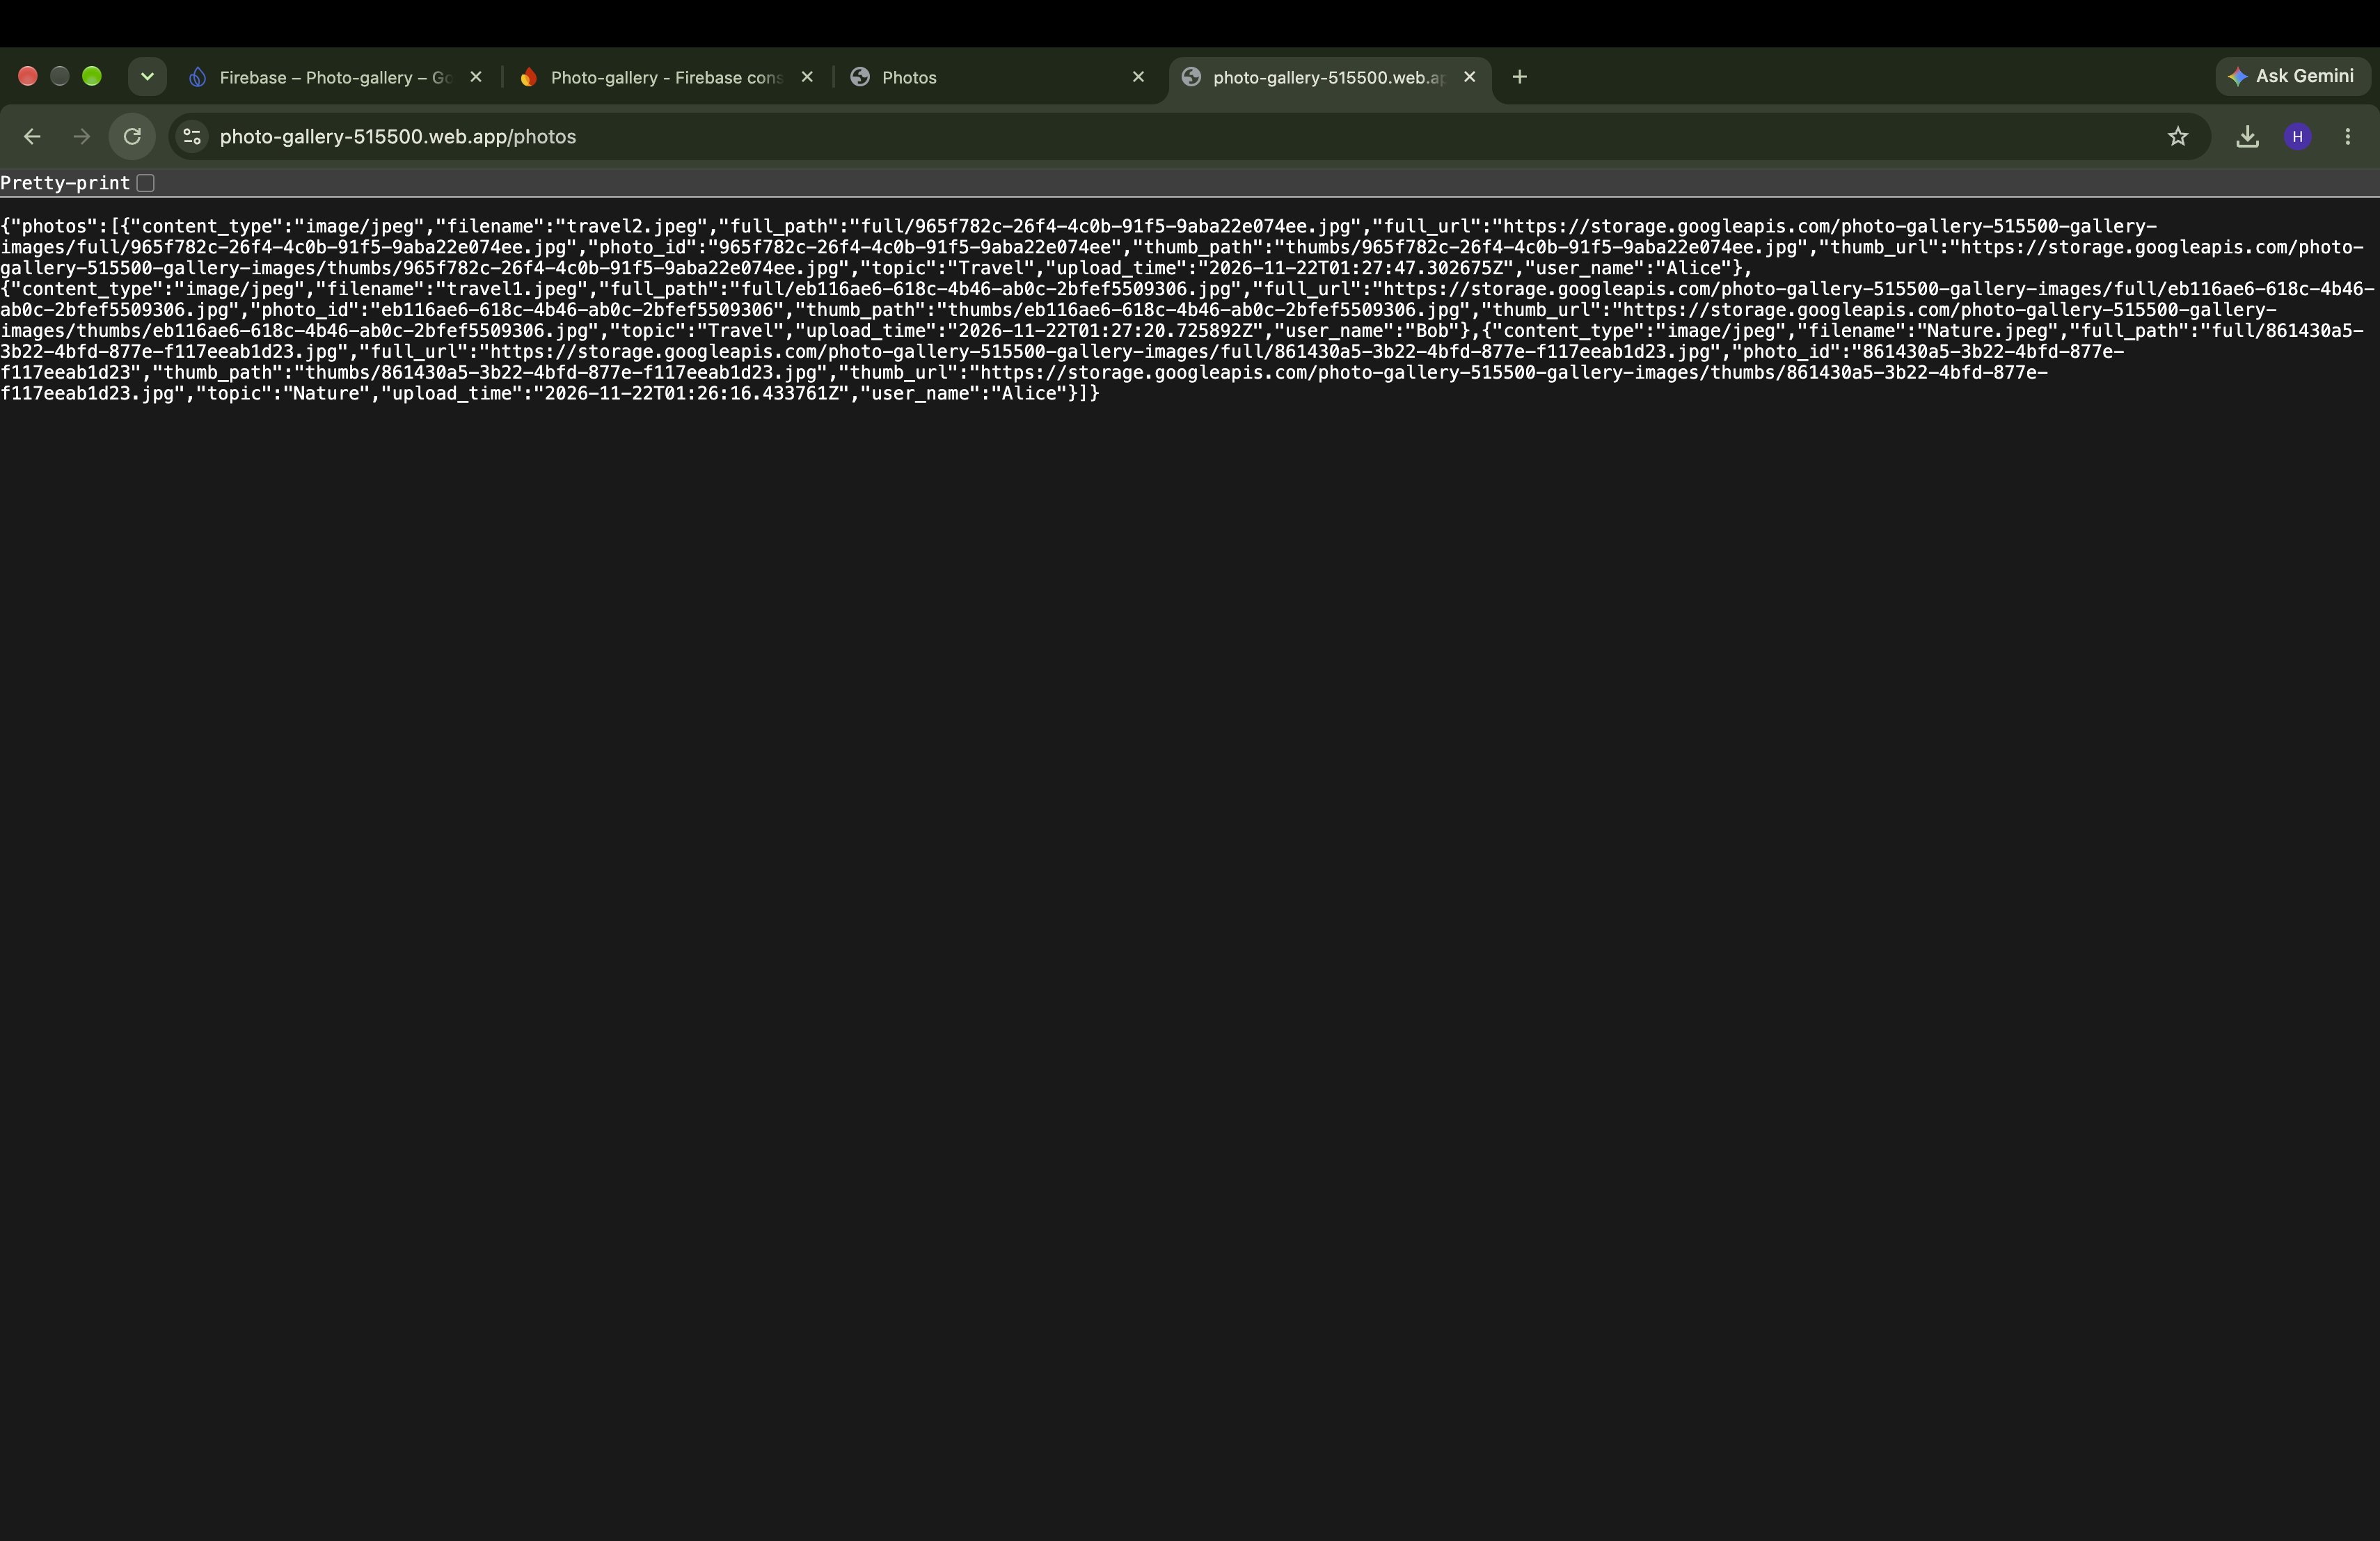 Firebase – Photo-gallery – Go
Photo-gallery - Firebase cons
Photos
photo-gallery-515500.web.ap
Ask Gemini
photo-gallery-515500.web.app/photos
H
Pretty-print
{"photos":[{"content_type":"image/jpeg","filename":"travel2.jpeg","full_path":"full/965f782c-26f4-4c0b-91f5-9aba22e074ee.jpg","full_url":"https://storage.googleapis.com/photo-gallery-515500-gallery-
images/full/965f782c-26f4-4c0b-91f5-9aba22e074ee.jpg","photo_id":"965f782c-26f4-4c0b-91f5-9aba22e074ee","thumb_path":"thumbs/965f782c-26f4-4c0b-91f5-9aba22e074ee.jpg","thumb_url":"https://storage.googleapis.com/photo-
gallery-515500-gallery-images/thumbs/965f782c-26f4-4c0b-91f5-9aba22e074ee.jpg","topic":"Travel","upload_time":"2026-11-22T01:27:47.302675Z","user_name":"Alice"},
{"content_type":"image/jpeg","filename":"travel1.jpeg","full_path":"full/eb116ae6-618c-4b46-ab0c-2bfef5509306.jpg","full_url":"https://storage.googleapis.com/photo-gallery-515500-gallery-images/full/eb116ae6-618c-4b46-
ab0c-2bfef5509306.jpg","photo_id":"eb116ae6-618c-4b46-ab0c-2bfef5509306","thumb_path":"thumbs/eb116ae6-618c-4b46-ab0c-2bfef5509306.jpg","thumb_url":"https://storage.googleapis.com/photo-gallery-515500-gallery-
images/thumbs/eb116ae6-618c-4b46-ab0c-2bfef5509306.jpg","topic":"Travel","upload_time":"2026-11-22T01:27:20.725892Z","user_name":"Bob"},{"content_type":"image/jpeg","filename":"Nature.jpeg","full_path":"full/861430a5-
3b22-4bfd-877e-f117eeab1d23.jpg","full_url":"https://storage.googleapis.com/photo-gallery-515500-gallery-images/full/861430a5-3b22-4bfd-877e-f117eeab1d23.jpg","photo_id":"861430a5-3b22-4bfd-877e-
f117eeab1d23","thumb_path":"thumbs/861430a5-3b22-4bfd-877e-f117eeab1d23.jpg","thumb_url":"https://storage.googleapis.com/photo-gallery-515500-gallery-images/thumbs/861430a5-3b22-4bfd-877e-
f117eeab1d23.jpg","topic":"Nature","upload_time":"2026-11-22T01:26:16.433761Z","user_name":"Alice"}]}